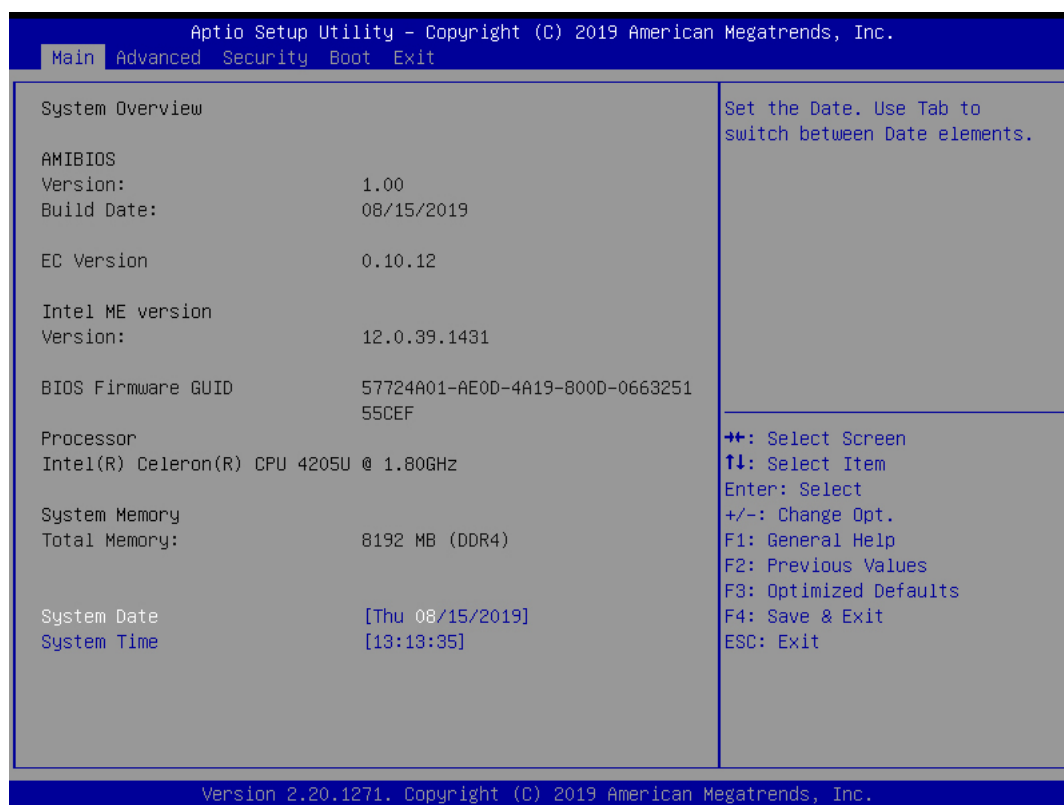 Aptio Setup Utility – Copyright (C) 2019 American Megatrends, Inc.
Main Advanced Security Boot Exit
System Overview
AMIBIOS
Version: 1.00
Build Date: 08/15/2019
EC Version 0.10.12
Intel ME version
Version: 12.0.39.1431
BIOS Firmware GUID 57724A01-AE0D-4A19-800D-0663251
55CEF
Processor
Intel(R) Celeron(R) CPU 4205U @ 1.80GHz
System Memory
Total Memory: 8192 MB (DDR4)
System Date [Thu 08/15/2019]
System Time [13:13:35]
Set the Date. Use Tab to
switch between Date elements.
→←: Select Screen
↑↓: Select Item
Enter: Select
+/-: Change Opt.
F1: General Help
F2: Previous Values
F3: Optimized Defaults
F4: Save & Exit
ESC: Exit
Version 2.20.1271. Copyright (C) 2019 American Megatrends, Inc.